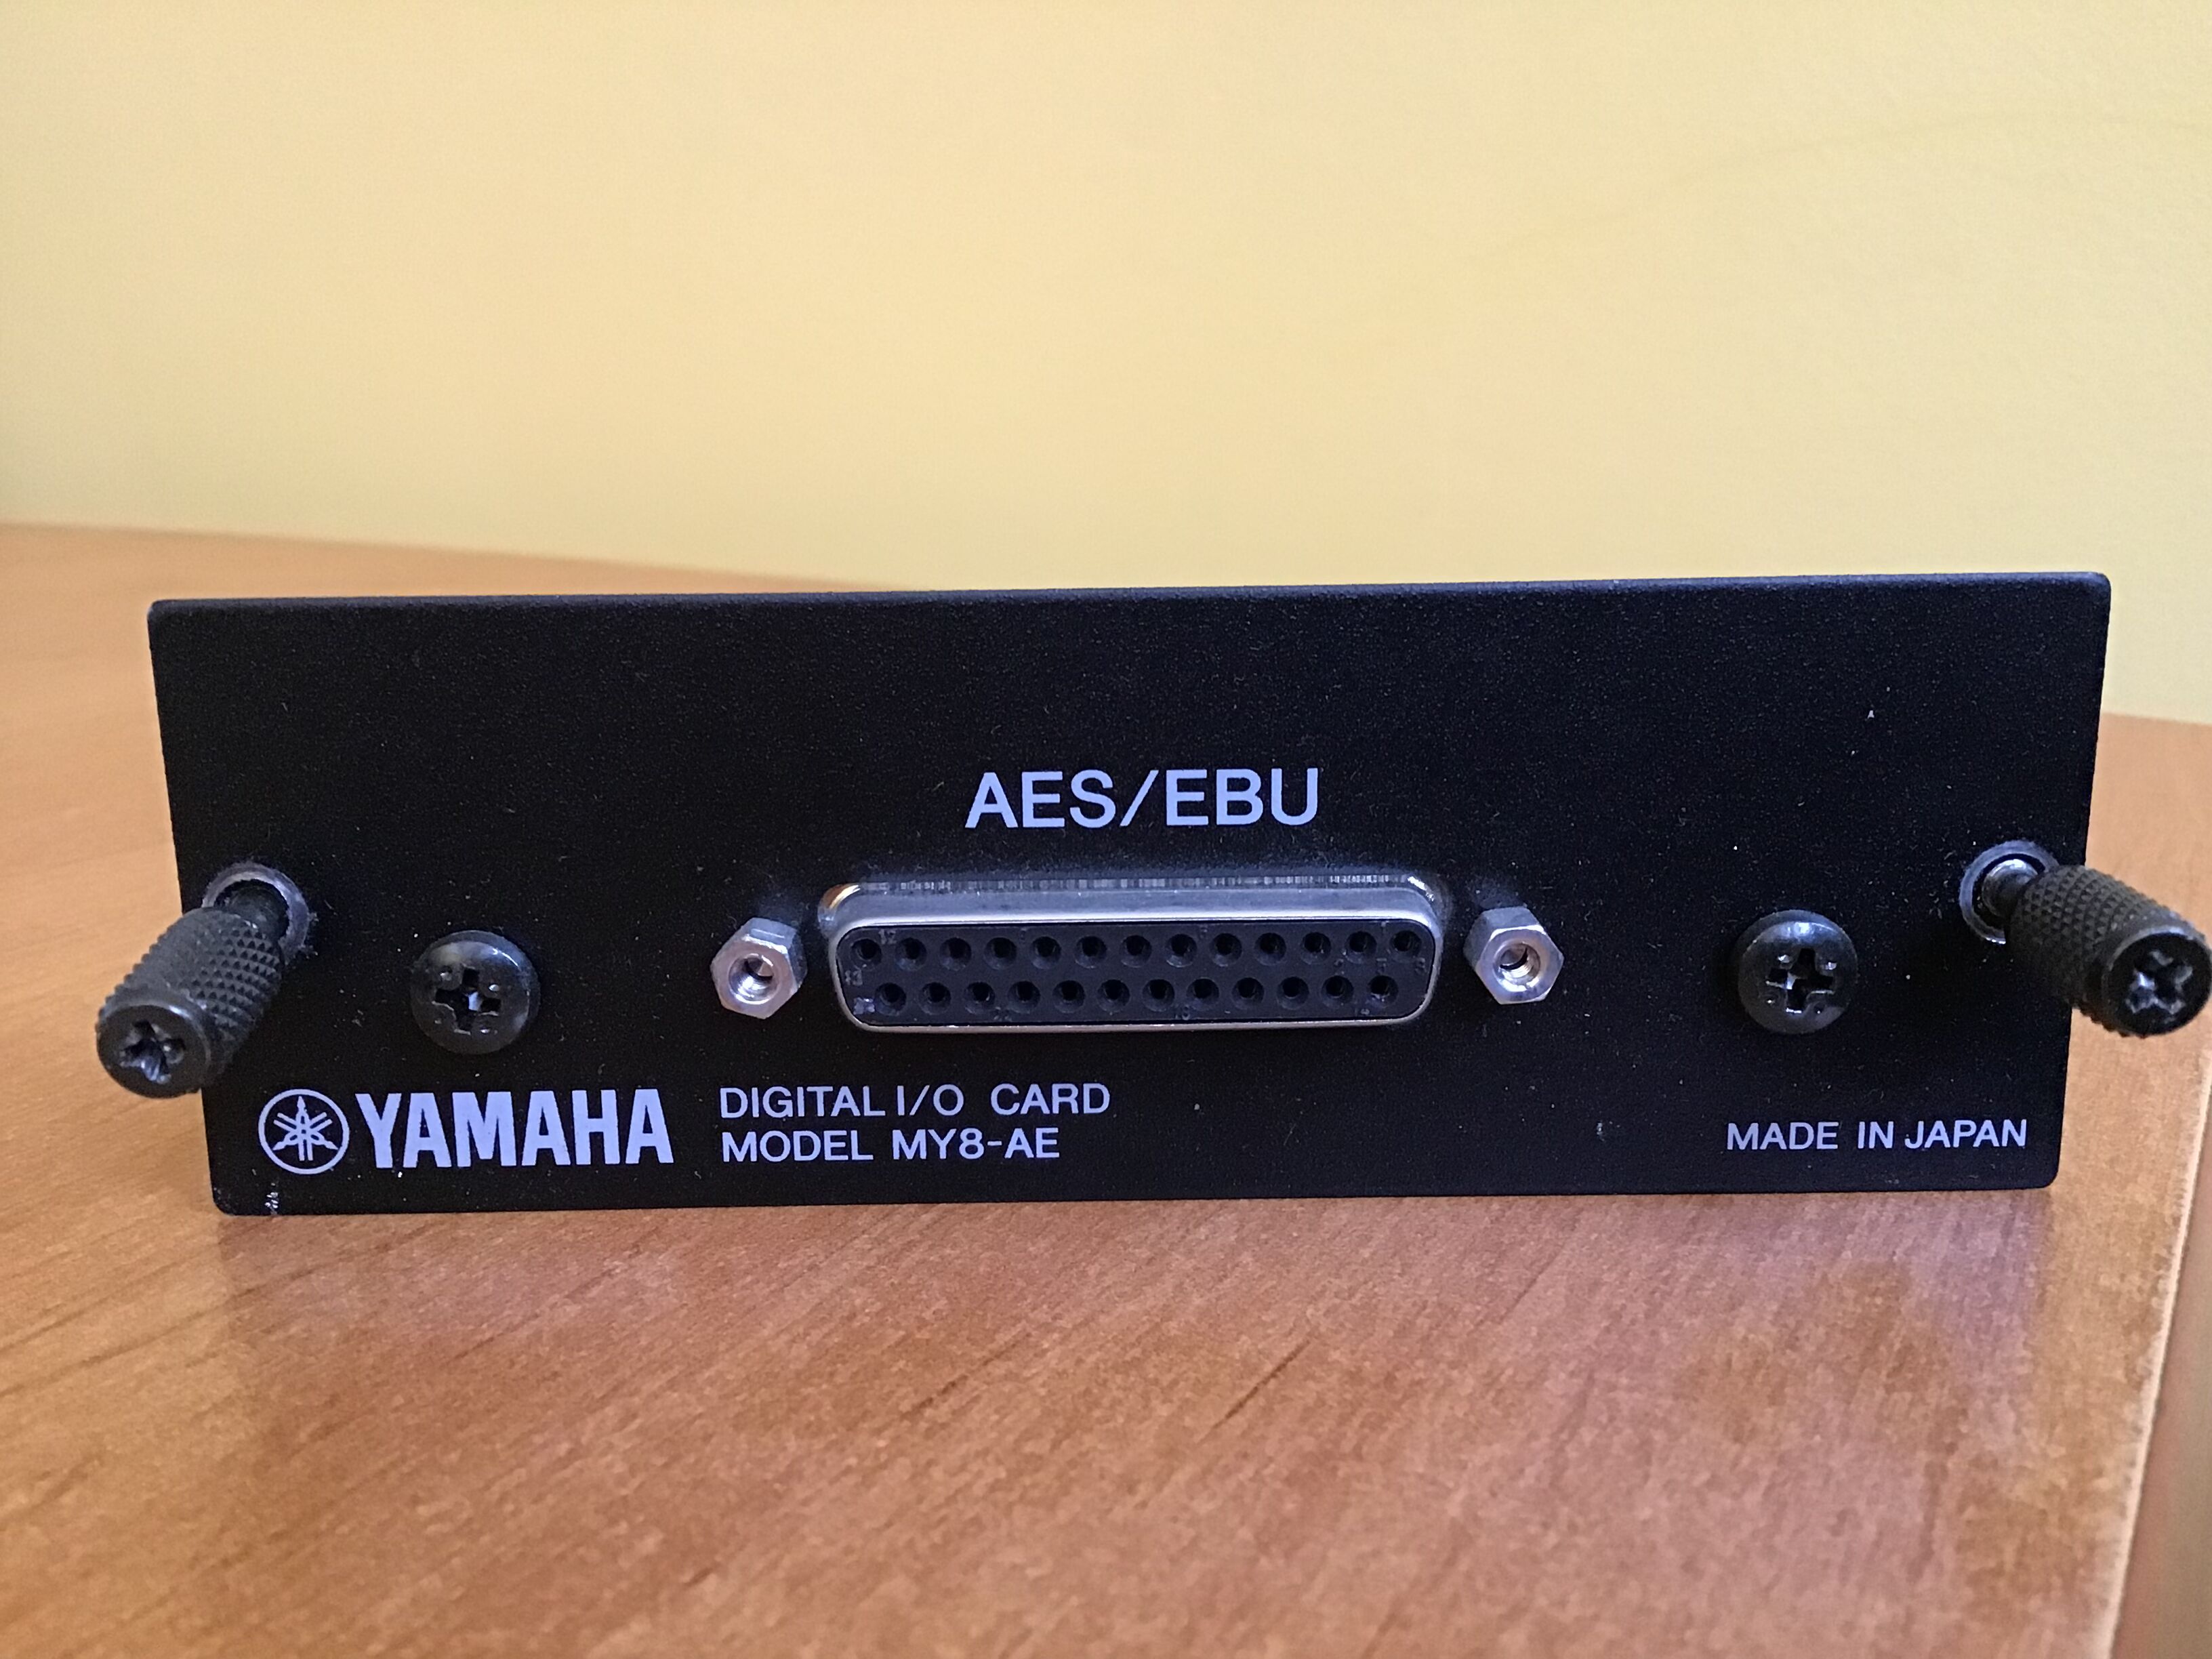 AES/EBU
YAMAHA
DIGITAL I/O CARD
MODEL MY8-AE
MADE IN JAPAN